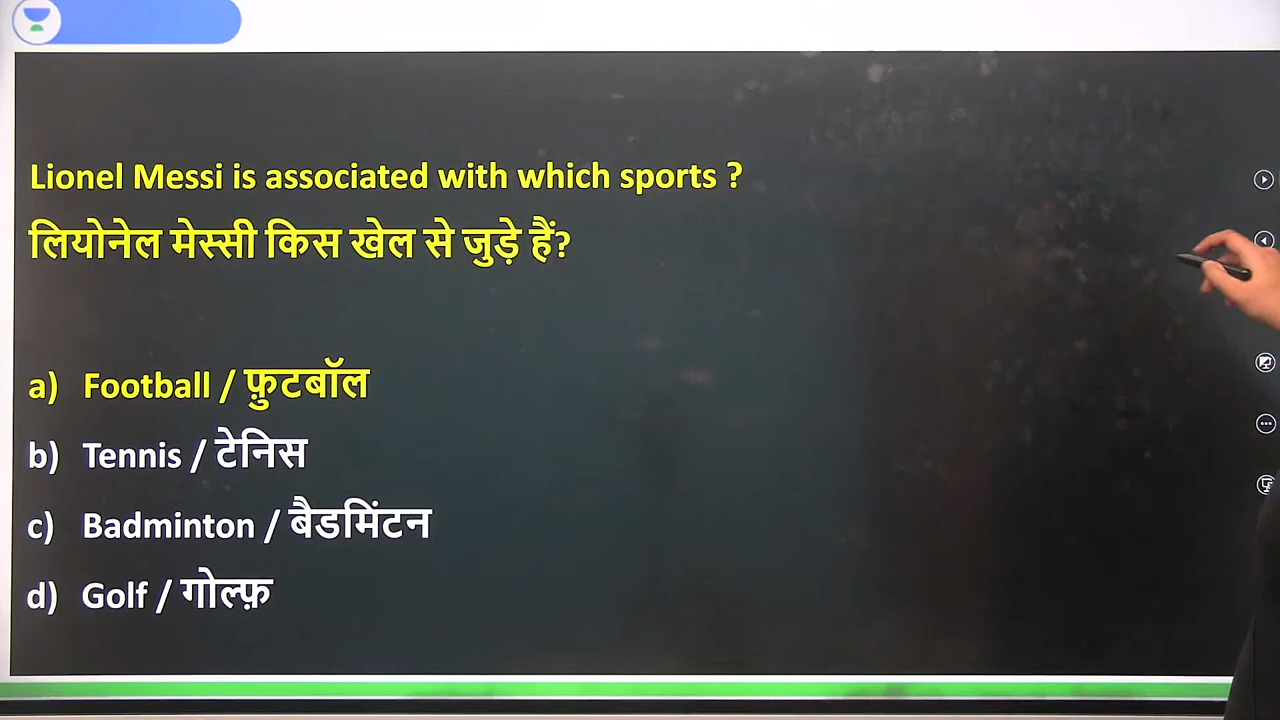 Lionel Messi is associated with which sports ?
लियोनेल मेस्सी किस खेल से जुड़े हैं?
a) Football / फ़ुटबॉल
b) Tennis / टेनिस
c) Badminton / बैडमिंटन
d) Golf / गोल्फ़